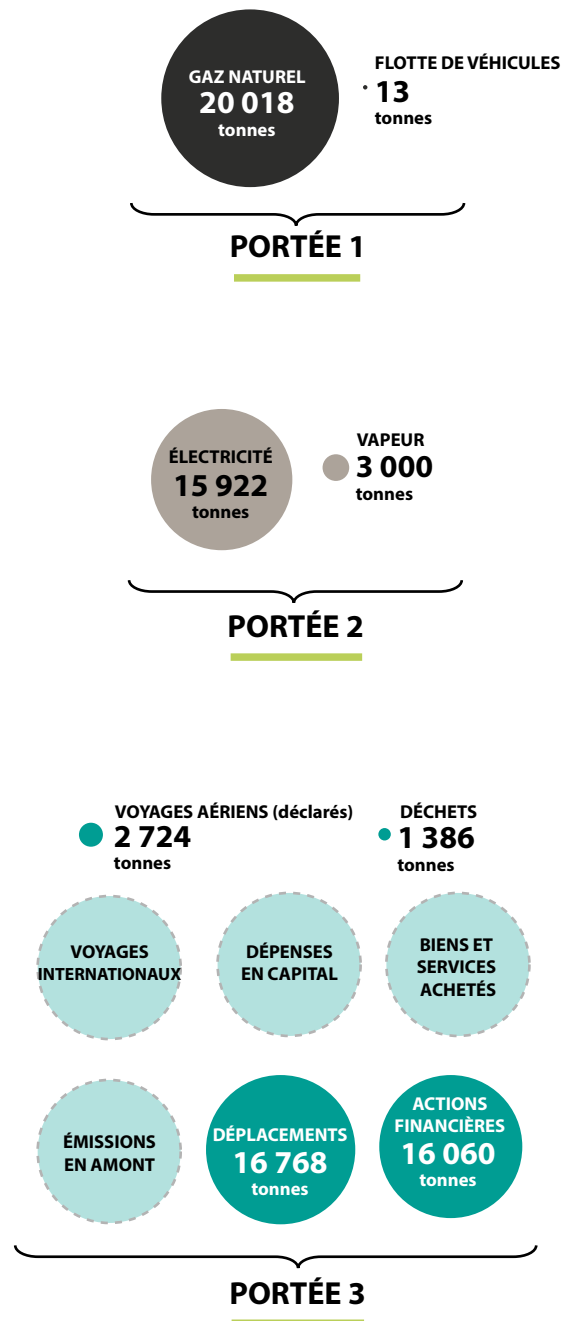 GAZ NATUREL
20 018
tonnes
FLOTTE DE VÉHICULES
13
tonnes
PORTÉE 1
ÉLECTRICITÉ
15 922
tonnes
VAPEUR
3 000
tonnes
PORTÉE 2
VOYAGES AÉRIENS (déclarés)
2 724
tonnes
DÉCHETS
1 386
tonnes
VOYAGES
INTERNATIONAUX
DÉPENSES
EN CAPITAL
BIENS ET
SERVICES
ACHETÉS
ÉMISSIONS
EN AMONT
DÉPLACEMENTS
16 768
tonnes
ACTIONS
FINANCIÈRES
16 060
tonnes
PORTÉE 3